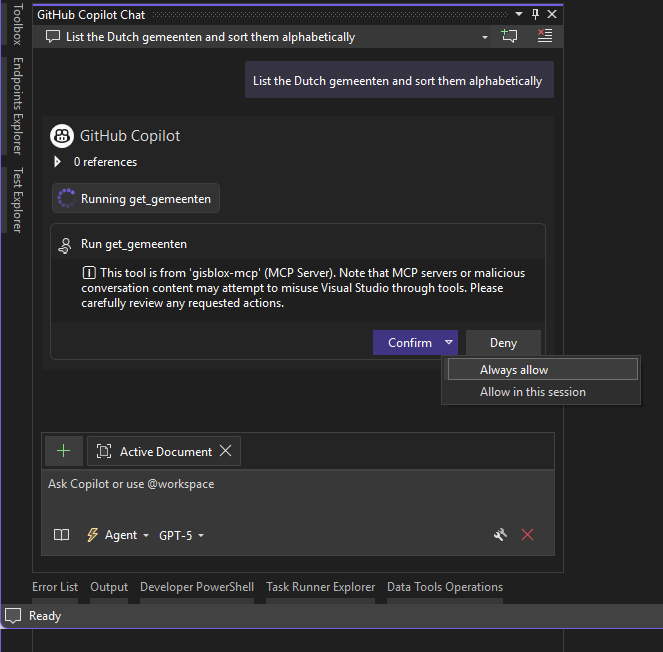 Toolbox
Endpoints Explorer
Test Explorer
GitHub Copilot Chat
List the Dutch gemeenten and sort them alphabetically
List the Dutch gemeenten and sort them alphabetically
GitHub Copilot
0 references
Running get_gemeenten
Run get_gemeenten
This tool is from 'gisblox-mcp' (MCP Server). Note that MCP servers or malicious
conversation content may attempt to misuse Visual Studio through tools. Please
carefully review any requested actions.
Confirm Deny
Always allow
Allow in this session
Active Document
Ask Copilot or use @workspace
Agent GPT-5
Error List Output Developer PowerShell Task Runner Explorer Data Tools Operations
Ready